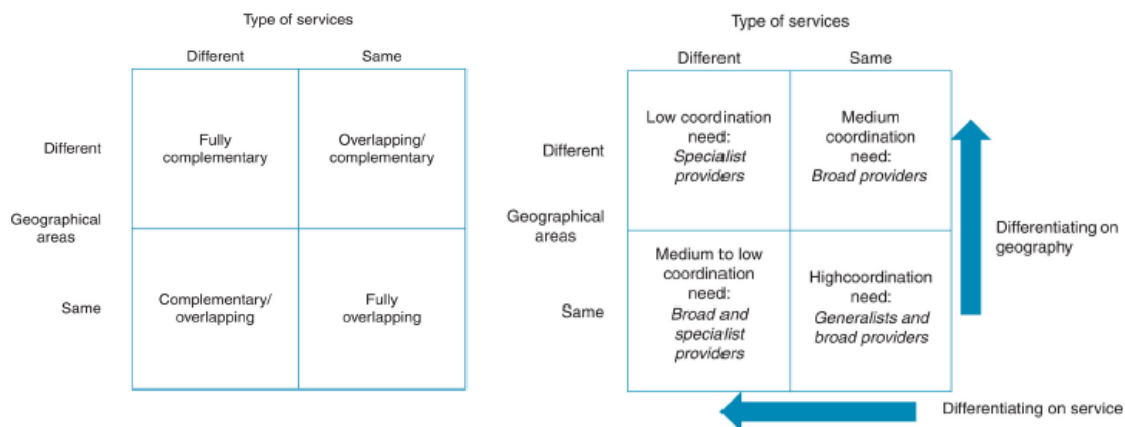 Type of services
Different Same
Different
Fully
complementary
Overlapping/
complementary
Geographical
areas
Same
Complementary/
overlapping
Fully
overlapping
Type of services
Different Same
Different
Low coordination
need:
Specialist
providers
Medium
coordination
need:
Broad providers
Geographical
areas
Same
Medium to low
coordination
need:
Broad and
specialist
providers
Highcoordination
need:
Generalists and
broad providers
Differentiating on
geography
Differentiating on service